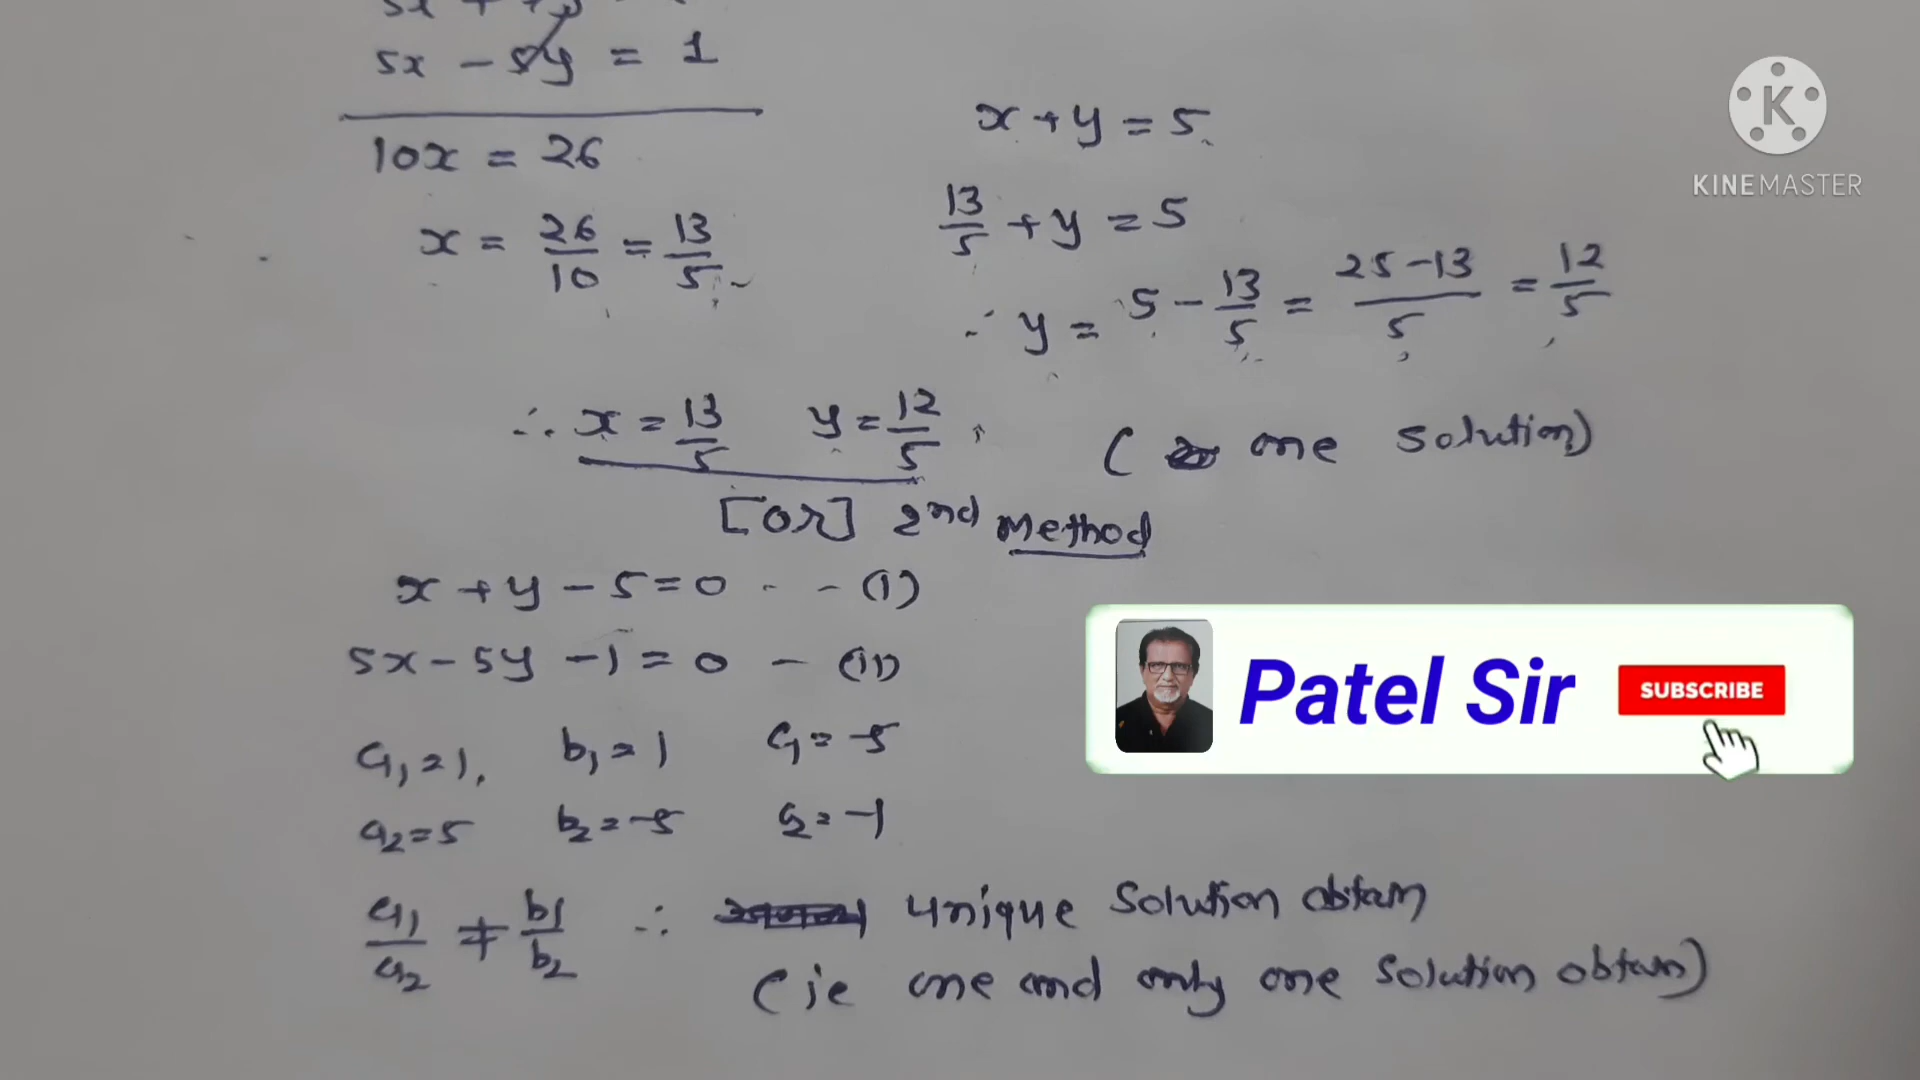 5x - 5y = 1
10x = 26
x = 26/10 = 13/5
x + y = 5
13/5 + y = 5
∴ y = 5 - 13/5 = 25-13/5 = 12/5
∴ x = 13/5 y = 12/5 ( one solution)
[or] 2nd Method
x + y - 5 = 0 - - (i)
5x - 5y - 1 = 0 - (ii)
a₁ = 1, b₁ = 1 c₁ = -5
a₂ = 5 b₂ = -5 c₂ = -1
a₁/a₂ ≠ b₁/b₂ ∴ unique solution obtain
(ie one and only one solution obtain)
KINEMASTER
Patel Sir
SUBSCRIBE